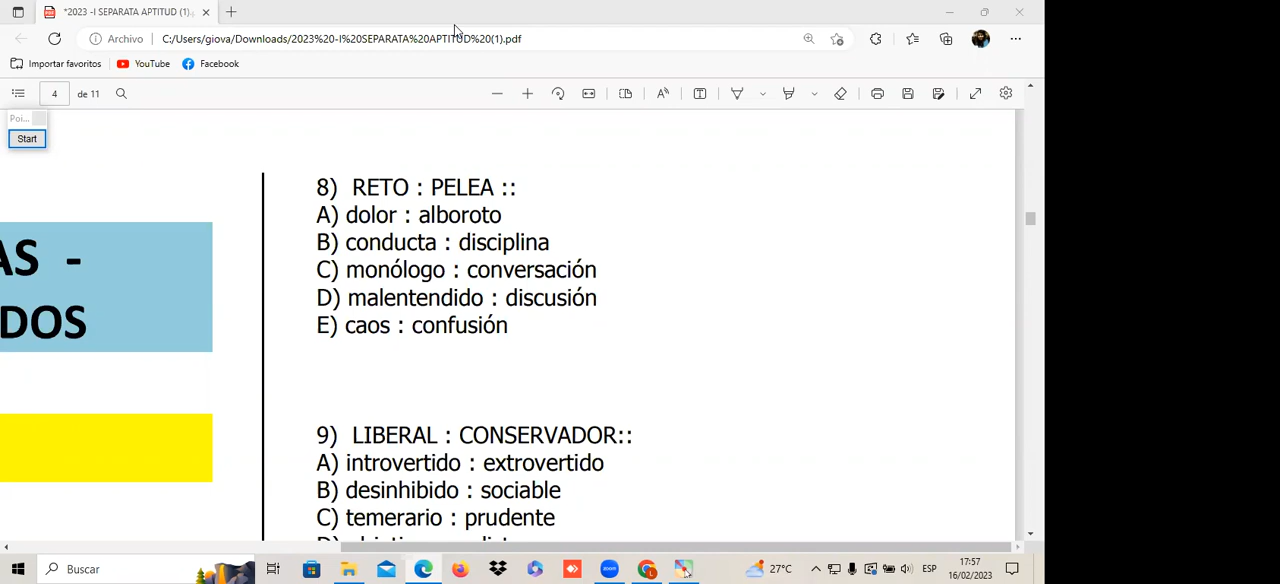 *2023 -I SEPARATA APTITUD (1).
Archivo
C:/Users/giova/Downloads/2023%20-I%20SEPARATA%20APTITUD%20(1).pdf
Importar favoritos
YouTube
Facebook
4
de 11
Poi...
Start
AS -
DOS
8) RETO : PELEA ::
A) dolor : alboroto
B) conducta : disciplina
C) monólogo : conversación
D) malentendido : discusión
E) caos : confusión
9) LIBERAL : CONSERVADOR::
A) introvertido : extrovertido
B) desinhibido : sociable
C) temerario : prudente
Buscar
zoom
27°C
ESP
17:57
16/02/2023